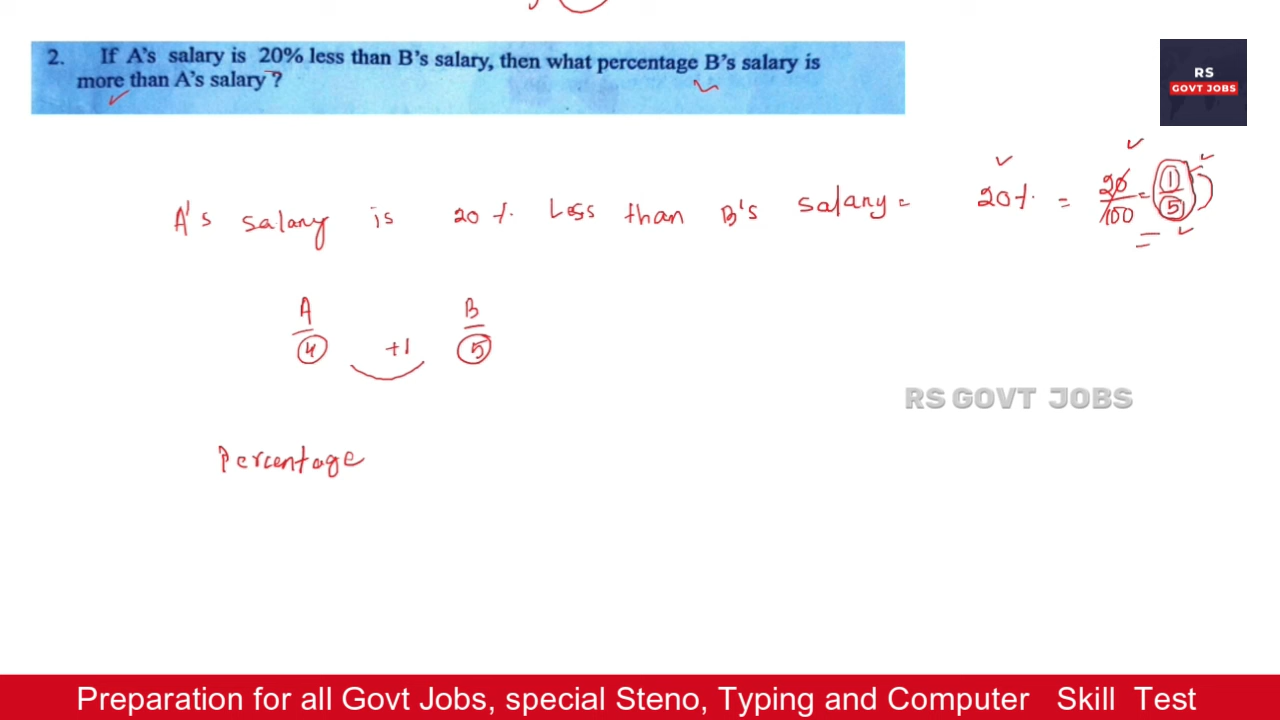 2. If A's salary is 20% less than B's salary, then what percentage B's salary is
more than A's salary ?
RS
GOVT JOBS
A's salary is 20 % Less than B's salary = 20% = 20/100 = 1/5
A B
4 +1 5
RS GOVT JOBS
Percentage
Preparation for all Govt Jobs, special Steno, Typing and Computer Skill Test